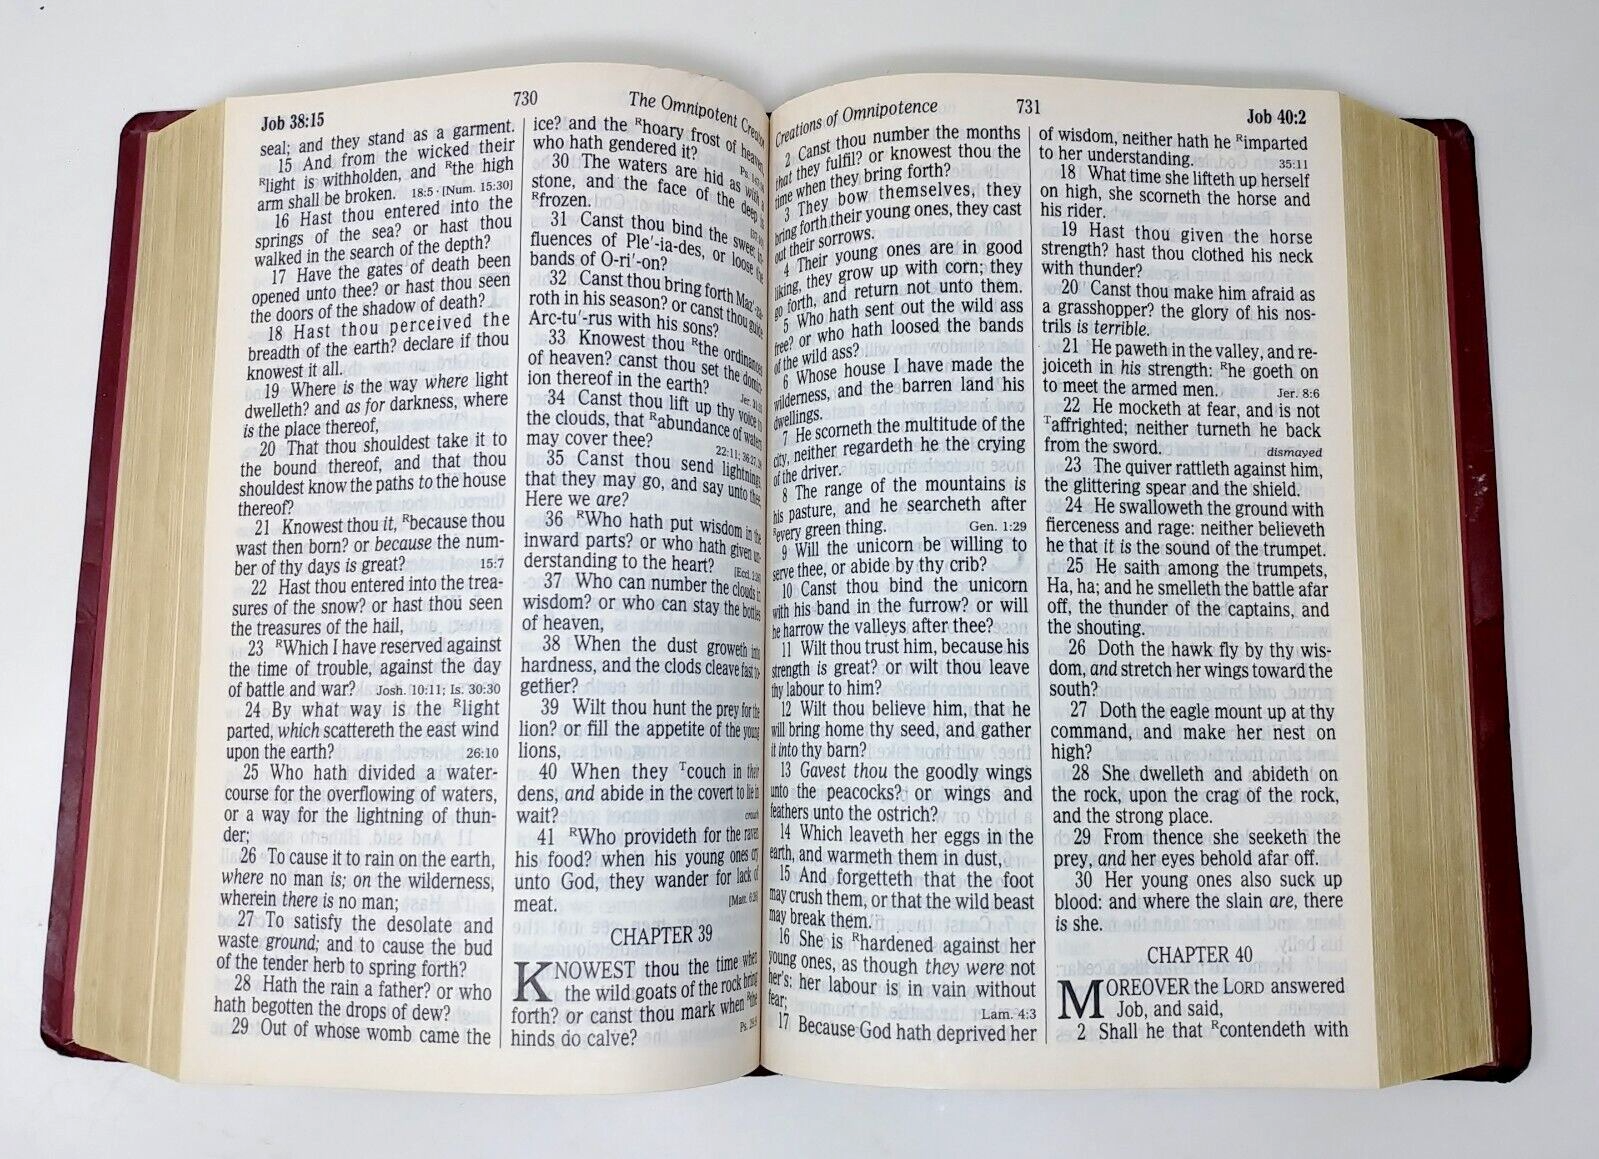 Job 38:15
730
The Omnipotent Creator
seal; and they stand as a garment.
15 And from the wicked their
ᴿlight is withholden, and ᴿthe high
arm shall be broken. 18:5 · [Num. 15:30]
16 Hast thou entered into the
springs of the sea? or hast thou
walked in the search of the depth?
17 Have the gates of death been
opened unto thee? or hast thou seen
the doors of the shadow of death?
18 Hast thou perceived the
breadth of the earth? declare if thou
knowest it all.
19 Where is the way where light
dwelleth? and as for darkness, where
is the place thereof,
20 That thou shouldest take it to
the bound thereof, and that thou
shouldest know the paths to the house
thereof?
21 Knowest thou it, ᴿbecause thou
wast then born? or because the num-
ber of thy days is great? 15:7
22 Hast thou entered into the trea-
sures of the snow? or hast thou seen
the treasures of the hail,
23 ᴿWhich I have reserved against
the time of trouble, against the day
of battle and war? Josh. 10:11; Is. 30:30
24 By what way is the ᴿlight
parted, which scattereth the east wind
upon the earth? 26:10
25 Who hath divided a water-
course for the overflowing of waters,
or a way for the lightning of thun-
der;
26 To cause it to rain on the earth,
where no man is; on the wilderness,
wherein there is no man;
27 To satisfy the desolate and
waste ground; and to cause the bud
of the tender herb to spring forth?
28 Hath the rain a father? or who
hath begotten the drops of dew?
29 Out of whose womb came the
ice? and the ᴿhoary frost of heaven,
who hath gendered it? Ps.
30 The waters are hid as with a
stone, and the face of the deep is
ᴿfrozen.
31 Canst thou bind the sweet in-
fluences of Ple′-ia-des, or loose the
bands of O-ri′-on?
32 Canst thou bring forth Maz′-za-
roth in his season? or canst thou guide
Arc-tu′-rus with his sons?
33 Knowest thou ᴿthe ordinances
of heaven? canst thou set the domin-
ion thereof in the earth? Jer.
34 Canst thou lift up thy voice to
the clouds, that ᴿabundance of waters
may cover thee? 22:11; 36:27,
35 Canst thou send lightnings,
that they may go, and say unto thee,
Here we are?
36 ᴿWho hath put wisdom in the
inward parts? or who hath given un-
derstanding to the heart? [Eccl.
37 Who can number the clouds in
wisdom? or who can stay the bottles
of heaven,
38 When the dust groweth into
hardness, and the clods cleave fast to-
gether?
39 Wilt thou hunt the prey for the
lion? or fill the appetite of the young
lions,
40 When they ᵀcouch in their
dens, and abide in the covert to lie in
wait? crouch
41 ᴿWho provideth for the raven
his food? when his young ones cry
unto God, they wander for lack of
meat. [Matt. 6:26]
CHAPTER 39
KNOWEST thou the time when
the wild goats of the rock bring
forth? or canst thou mark when ᴿthe
hinds do calve? Ps. 29:9
Creations of Omnipotence
731
Job 40:2
2 Canst thou number the months
that they fulfil? or knowest thou the
time when they bring forth?
3 They bow themselves, they
bring forth their young ones, they cast
out their sorrows.
4 Their young ones are in good
liking, they grow up with corn; they
go forth, and return not unto them.
5 Who hath sent out the wild ass
free? or who hath loosed the bands
of the wild ass?
6 Whose house I have made the
wilderness, and the barren land his
dwellings.
7 He scorneth the multitude of the
city, neither regardeth he the crying
of the driver.
8 The range of the mountains is
his pasture, and he searcheth after
ᴿevery green thing. Gen. 1:29
9 Will the unicorn be willing to
serve thee, or abide by thy crib?
10 Canst thou bind the unicorn
with his band in the furrow? or will
he harrow the valleys after thee?
11 Wilt thou trust him, because his
strength is great? or wilt thou leave
thy labour to him?
12 Wilt thou believe him, that he
will bring home thy seed, and gather
it into thy barn?
13 Gavest thou the goodly wings
unto the peacocks? or wings and
feathers unto the ostrich?
14 Which leaveth her eggs in the
earth, and warmeth them in dust,
15 And forgetteth that the foot
may crush them, or that the wild beast
may break them.
16 She is ᴿhardened against her
young ones, as though they were not
her's: her labour is in vain without
fear; Lam. 4:3
17 Because God hath deprived her
of wisdom, neither hath he ᴿimparted
to her understanding. 35:11
18 What time she lifteth up herself
on high, she scorneth the horse and
his rider.
19 Hast thou given the horse
strength? hast thou clothed his neck
with thunder?
20 Canst thou make him afraid as
a grasshopper? the glory of his nos-
trils is terrible.
21 He paweth in the valley, and re-
joiceth in his strength: ᴿhe goeth on
to meet the armed men. Jer. 8:6
22 He mocketh at fear, and is not
ᵀaffrighted; neither turneth he back
from the sword. dismayed
23 The quiver rattleth against him,
the glittering spear and the shield.
24 He swalloweth the ground with
fierceness and rage: neither believeth
he that it is the sound of the trumpet.
25 He saith among the trumpets,
Ha, ha; and he smelleth the battle afar
off, the thunder of the captains, and
the shouting.
26 Doth the hawk fly by thy wis-
dom, and stretch her wings toward the
south?
27 Doth the eagle mount up at thy
command, and make her nest on
high?
28 She dwelleth and abideth on
the rock, upon the crag of the rock,
and the strong place.
29 From thence she seeketh the
prey, and her eyes behold afar off.
30 Her young ones also suck up
blood: and where the slain are, there
is she.
CHAPTER 40
MOREOVER the LORD answered
Job, and said,
2 Shall he that ᴿcontendeth with